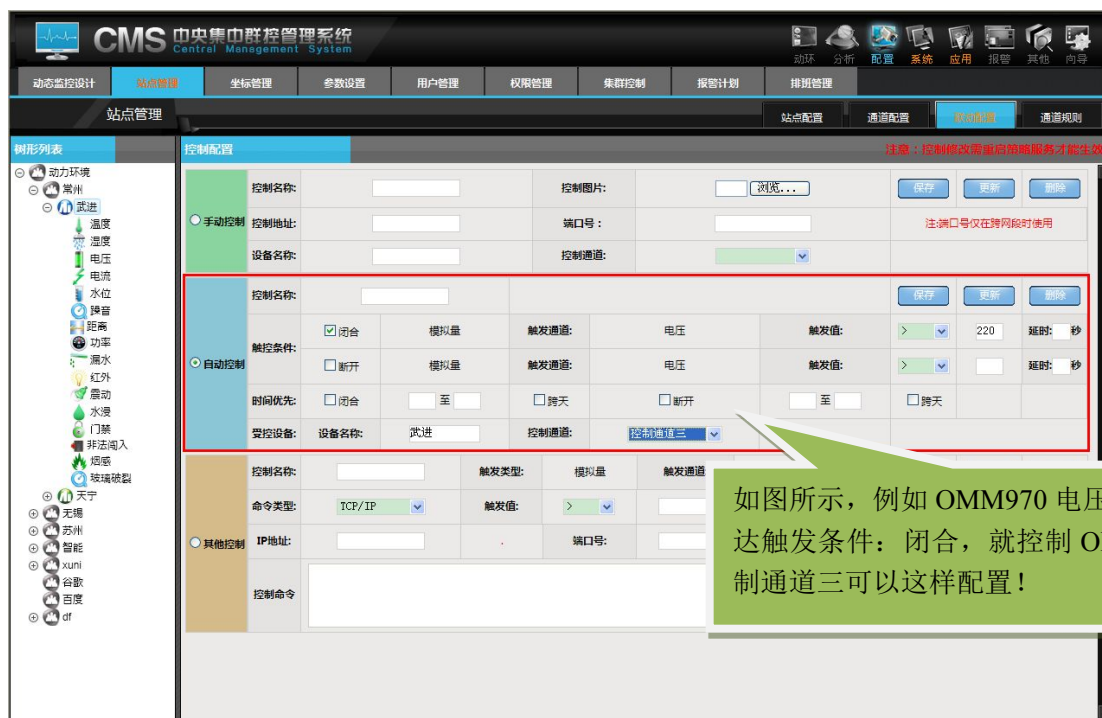 CMS 中央集中群控管理系统
Central Management System
动环 分析 配置 系统 应用 报警 其他 向导
动态监控设计 站点管理 坐标管理 参数设置 用户管理 权限管理 集群控制 报警计划 排班管理
站点管理 站点配置 通道配置 联动配置 通道规则
树形列表 控制配置 注意：控制修改需重启策略服务才能生效
动力环境
常州
武进
温度
湿度
电压
电流
水位
噪音
距离
功率
漏水
红外
震动
水浸
门禁
非法闯入
烟感
玻璃破裂
天宁
无锡
苏州
智能
xuni
谷歌
百度
df
手动控制
控制名称: 控制图片: 浏览... 保存 更新 删除
控制地址: 端口号： 注:端口号仅在跨网段时使用
设备名称: 控制通道:
自动控制
控制名称: 保存 更新 删除
触控条件: 闭合 模拟量 触发通道: 电压 触发值: > 220 延时: 秒
断开 模拟量 触发通道: 电压 触发值: > 延时: 秒
时间优先: 闭合 至 跨天 断开 至 跨天
受控设备: 设备名称: 武进 控制通道: 控制通道三
其他控制
控制名称: 触发类型: 模拟量 触发通道
命令类型: TCP/IP 触发值: >
IP地址: 端口号:
控制命令
如图所示，例如 OMM970 电压
达触发条件：闭合，就控制 O
制通道三可以这样配置！